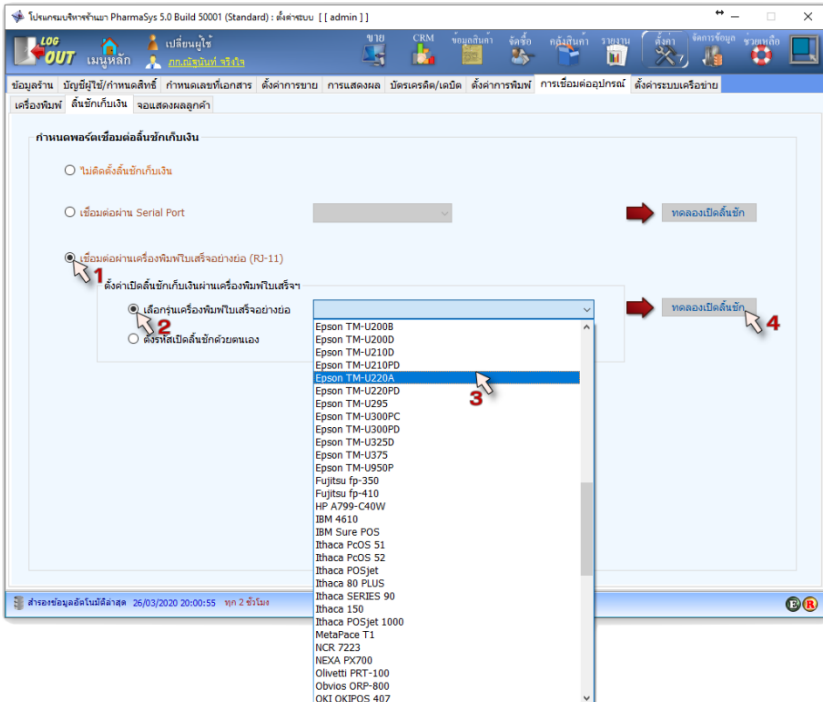 โปรแกรมบริหารร้านยา PharmaSys 5.0 Build 50001 (Standard) : ตั้งค่าระบบ [ [ admin ] ]
LOG OUT
เมนูหลัก
เปลี่ยนผู้ใช้
ขาย
CRM
ข้อมูลสินค้า
จัดซื้อ
คลังสินค้า
รายงาน
ตั้งค่า
จัดการข้อมูล
ช่วยเหลือ
ข้อมูลร้าน บัญชีผู้ใช้/กำหนดสิทธิ์ กำหนดเลขที่เอกสาร ตั้งค่าการขาย การแสดงผล บัตรเครดิต/เดบิต ตั้งค่าการพิมพ์ การเชื่อมต่ออุปกรณ์ ตั้งค่าระบบเครือข่าย
เครื่องพิมพ์ ลิ้นชักเก็บเงิน จอแสดงผลลูกค้า
กำหนดพอร์ตเชื่อมต่อลิ้นชักเก็บเงิน
ไม่ติดตั้งลิ้นชักเก็บเงิน
เชื่อมต่อผ่าน Serial Port
ทดลองเปิดลิ้นชัก
เชื่อมต่อผ่านเครื่องพิมพ์ใบเสร็จอย่างย่อ (RJ-11)
1
ตั้งค่าเปิดลิ้นชักเก็บเงินผ่านเครื่องพิมพ์ใบเสร็จฯ
เลือกรุ่นเครื่องพิมพ์ใบเสร็จอย่างย่อ
ทดลองเปิดลิ้นชัก
2
4
ตั้งรหัสเปิดลิ้นชักด้วยตนเอง
Epson TM-U200B
Epson TM-U200D
Epson TM-U210D
Epson TM-U210PD
Epson TM-U220A
3
Epson TM-U220PD
Epson TM-U295
Epson TM-U300PC
Epson TM-U300PD
Epson TM-U325D
Epson TM-U375
Epson TM-U950P
Fujitsu fp-350
Fujitsu fp-410
HP A799-C40W
IBM 4610
IBM Sure POS
Ithaca PcOS 51
Ithaca PcOS 52
Ithaca POSjet
Ithaca 80 PLUS
Ithaca SERIES 90
Ithaca 150
Ithaca POSjet 1000
MetaPace T1
NCR 7223
NEXA PX700
Olivetti PRT-100
Obvios ORP-800
OKI OKIPOS 407
สำรองข้อมูลอัตโนมัติล่าสุด 26/03/2020 20:00:55 ทุก 2 ชั่วโมง
E R